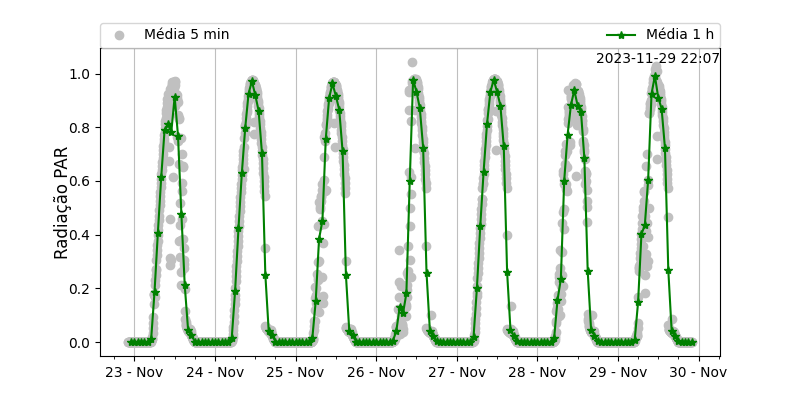 Média 5 min
Média 1 h
2023-11-29 22:07
Radiação PAR
1.0
0.8
0.6
0.4
0.2
0.0
23 - Nov
24 - Nov
25 - Nov
26 - Nov
27 - Nov
28 - Nov
29 - Nov
30 - Nov